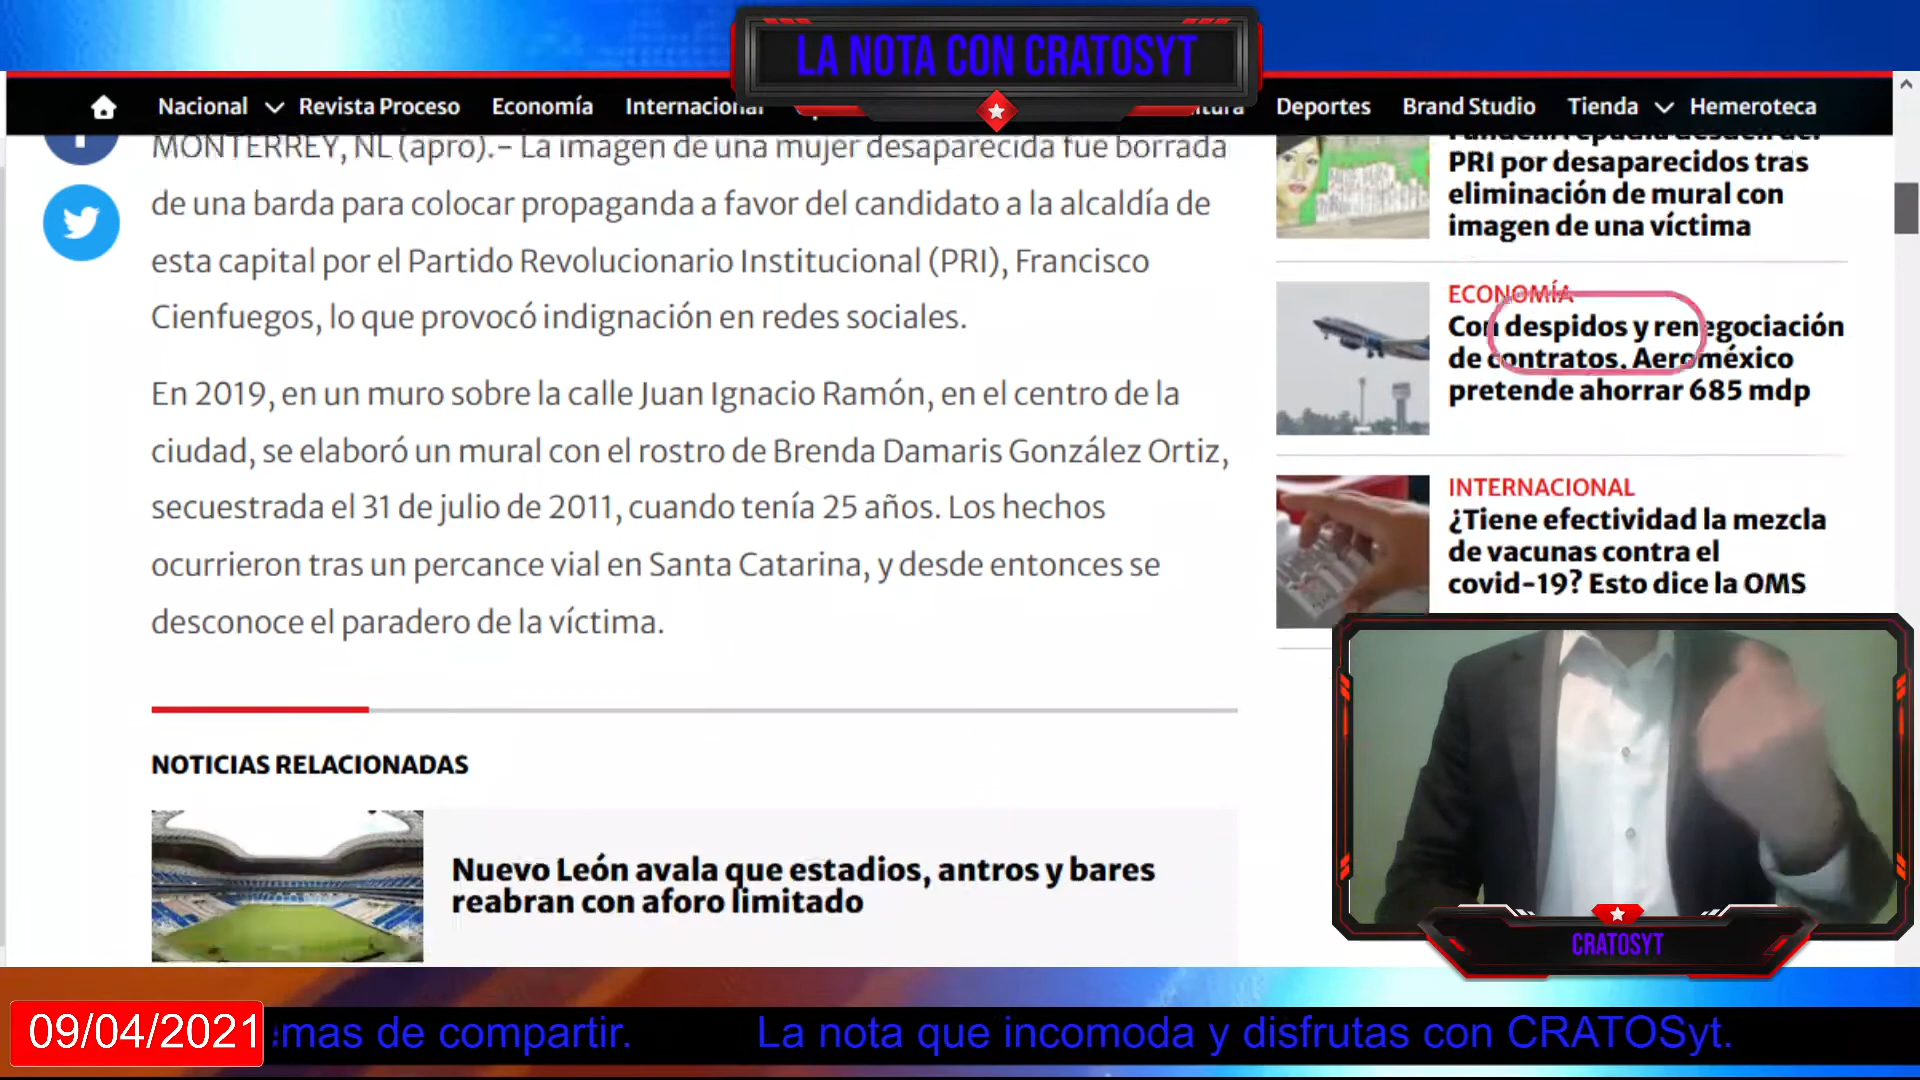 LA NOTA CON CRATOSYT
Nacional
Revista Proceso
Economía
Internacional
Deportes
Brand Studio
Tienda
Hemeroteca
MONTERREY, NL (apro).- La imagen de una mujer desaparecida fue borrada
de una barda para colocar propaganda a favor del candidato a la alcaldía de
esta capital por el Partido Revolucionario Institucional (PRI), Francisco
Cienfuegos, lo que provocó indignación en redes sociales.
En 2019, en un muro sobre la calle Juan Ignacio Ramón, en el centro de la
ciudad, se elaboró un mural con el rostro de Brenda Damaris González Ortiz,
secuestrada el 31 de julio de 2011, cuando tenía 25 años. Los hechos
ocurrieron tras un percance vial en Santa Catarina, y desde entonces se
desconoce el paradero de la víctima.
NOTICIAS RELACIONADAS
Nuevo León avala que estadios, antros y bares
reabran con aforo limitado
PRI por desaparecidos tras
eliminación de mural con
imagen de una víctima
ECONOMÍA
Con despidos y renegociación
de contratos, Aeroméxico
pretende ahorrar 685 mdp
INTERNACIONAL
¿Tiene efectividad la mezcla
de vacunas contra el
covid-19? Esto dice la OMS
CRATOSYT
09/04/2021
de compartir.
La nota que incomoda y disfrutas con CRATOSyt.